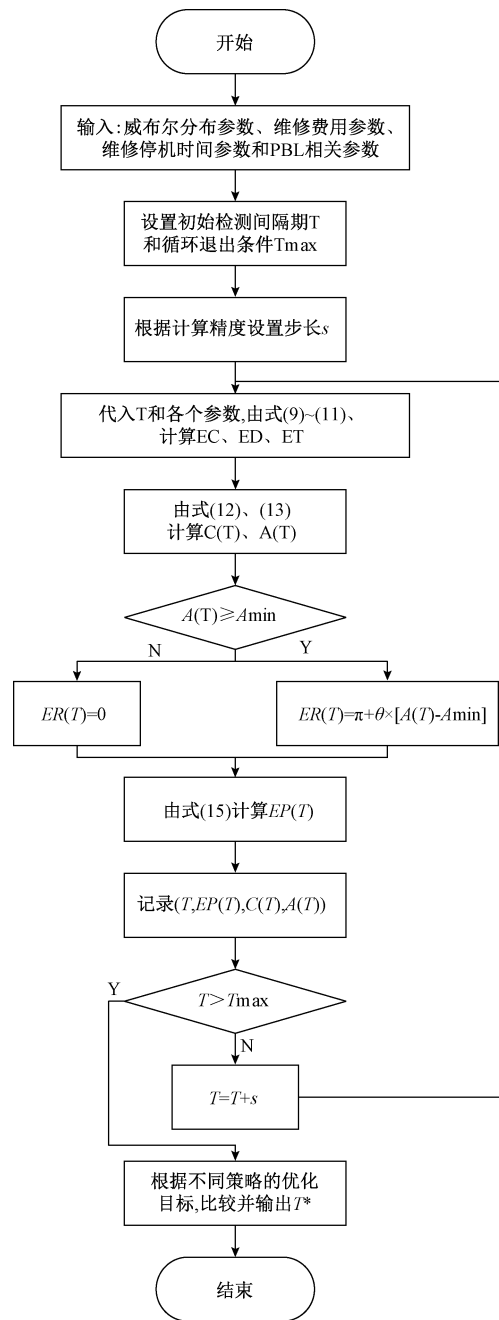 开始
输入:威布尔分布参数、维修费用参数、
维修停机时间参数和PBL相关参数
设置初始检测间隔期T
和循环退出条件Tmax
根据计算精度设置步长s
代入T和各个参数,由式(9)~(11)、
计算EC、ED、ET
由式(12)、(13)
计算C(T)、A(T)
A(T)≥Amin
N
Y
ER(T)=0
ER(T)=π+θ×[A(T)-Amin]
由式(15)计算EP(T)
记录(T,EP(T),C(T),A(T))
Y
T>Tmax
N
T=T+s
根据不同策略的优化
目标,比较并输出T*
结束